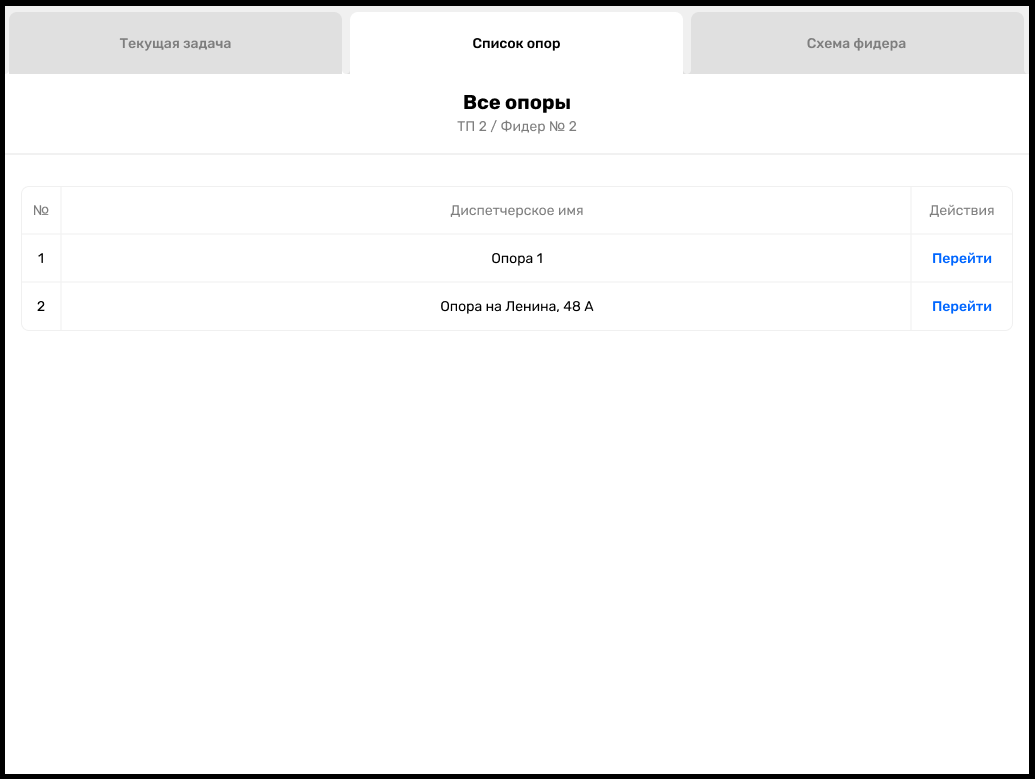 Текущая задача
Список опор
Схема фидера
Все опоры
ТП 2 / Фидер № 2
№ Диспетчерское имя Действия
1 Опора 1 Перейти
2 Опора на Ленина, 48 А Перейти